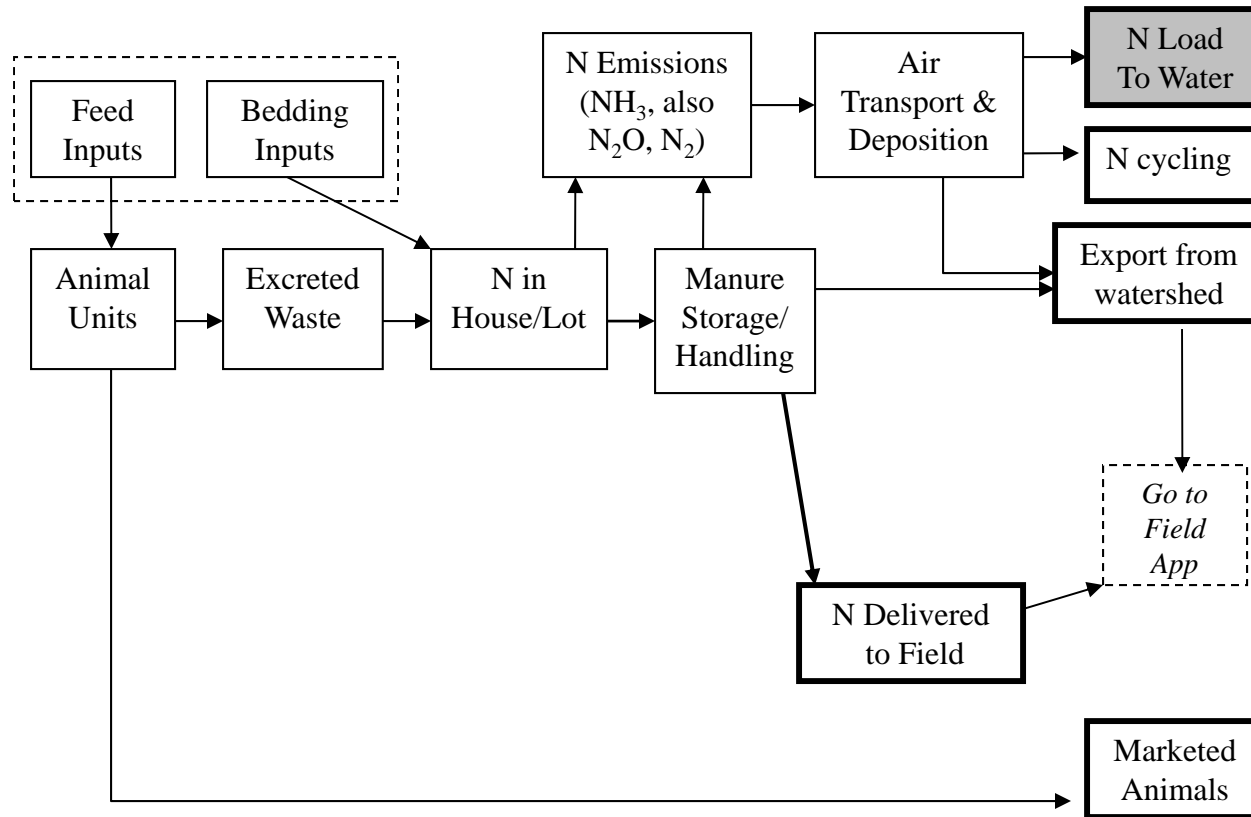 N Emissions
(NH₃, also
N₂O, N₂)
Air
Transport &
Deposition
N Load
To Water
Feed
Inputs
Bedding
Inputs
N cycling
Animal
Units
Excreted
Waste
N in
House/Lot
Manure
Storage/
Handling
Export from
watershed
Go to
Field
App
N Delivered
to Field
Marketed
Animals